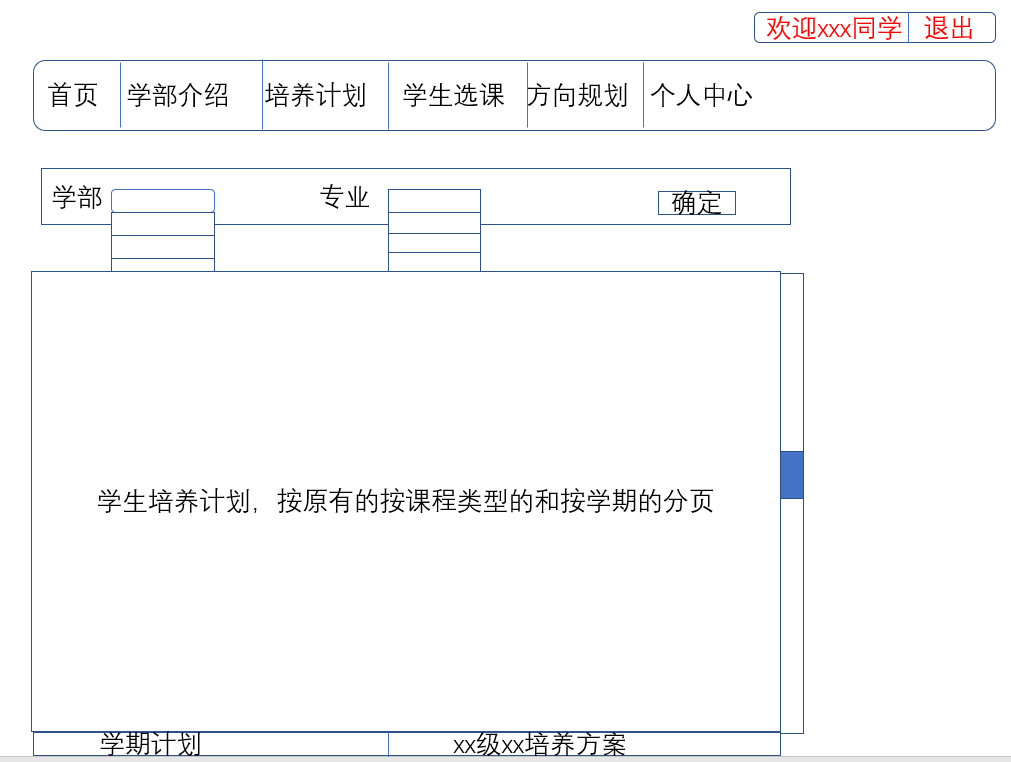 欢迎xxx同学 退出
首页 学部介绍 培养计划 学生选课 方向规划 个人中心
学部 专业 确定
学生培养计划，按原有的按课程类型的和按学期的分页
学期计划 xx级xx培养方案